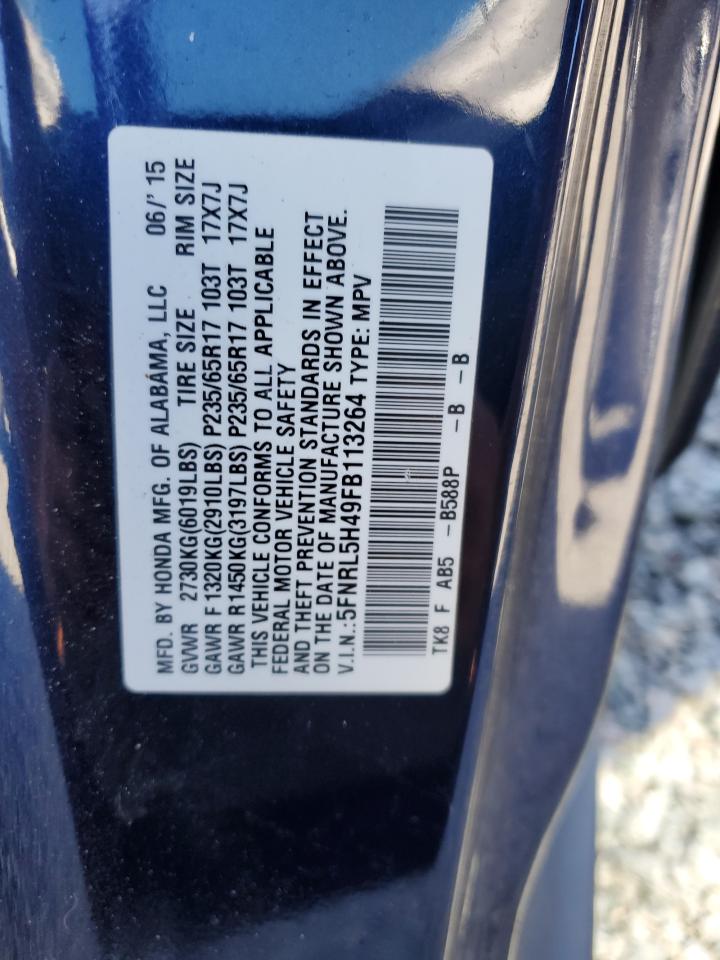 MFD. BY HONDA MFG. OF ALABAMA, LLC 06/' 15
GVWR 2730KG(6019LBS) TIRE SIZE RIM SIZE
GAWR F 1320KG(2910LBS) P235/65R17 103T 17X7J
GAWR R1450KG(3197LBS) P235/65R17 103T 17X7J
THIS VEHICLE CONFORMS TO ALL APPLICABLE
FEDERAL MOTOR VEHICLE SAFETY
AND THEFT PREVENTION STANDARDS IN EFFECT
ON THE DATE OF MANUFACTURE SHOWN ABOVE.
V.I.N.:5FNRL5H49FB113264 TYPE: MPV
TK8 F AB5 -B588P -B -B